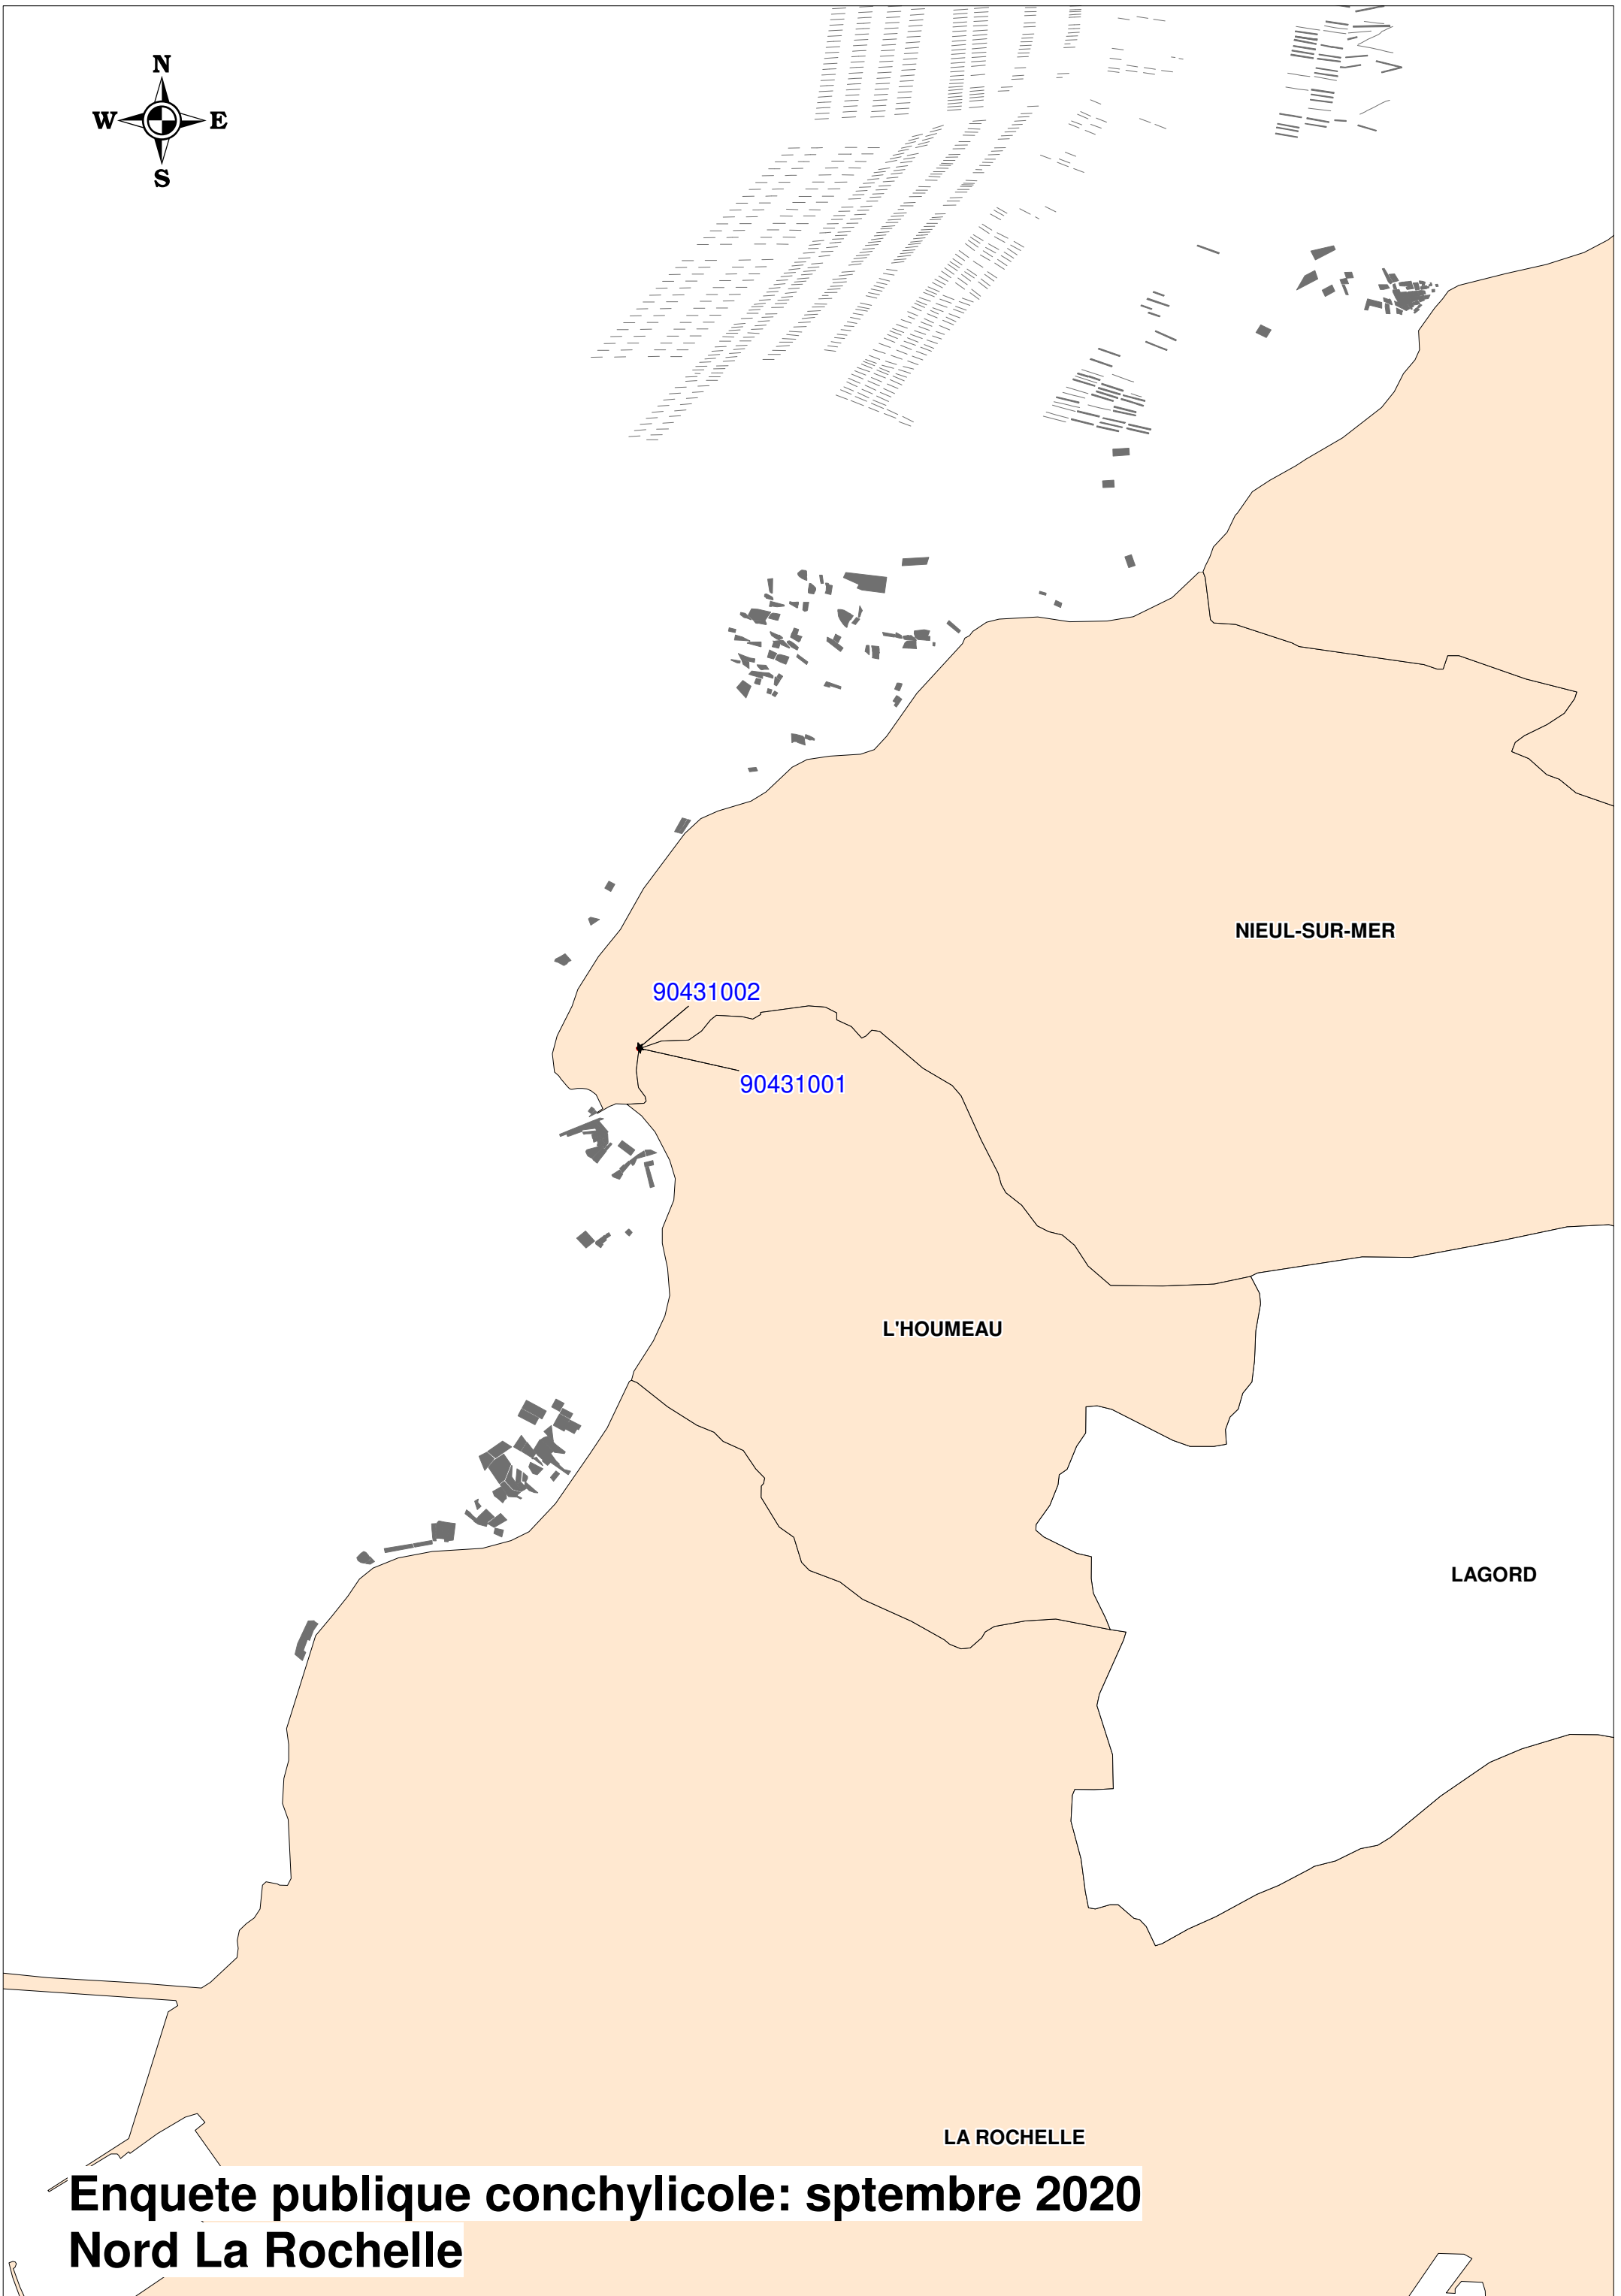 N
W E
S
NIEUL-SUR-MER
90431002
90431001
L'HOUMEAU
LAGORD
LA ROCHELLE
Enquete publique conchylicole: sptembre 2020
Nord La Rochelle